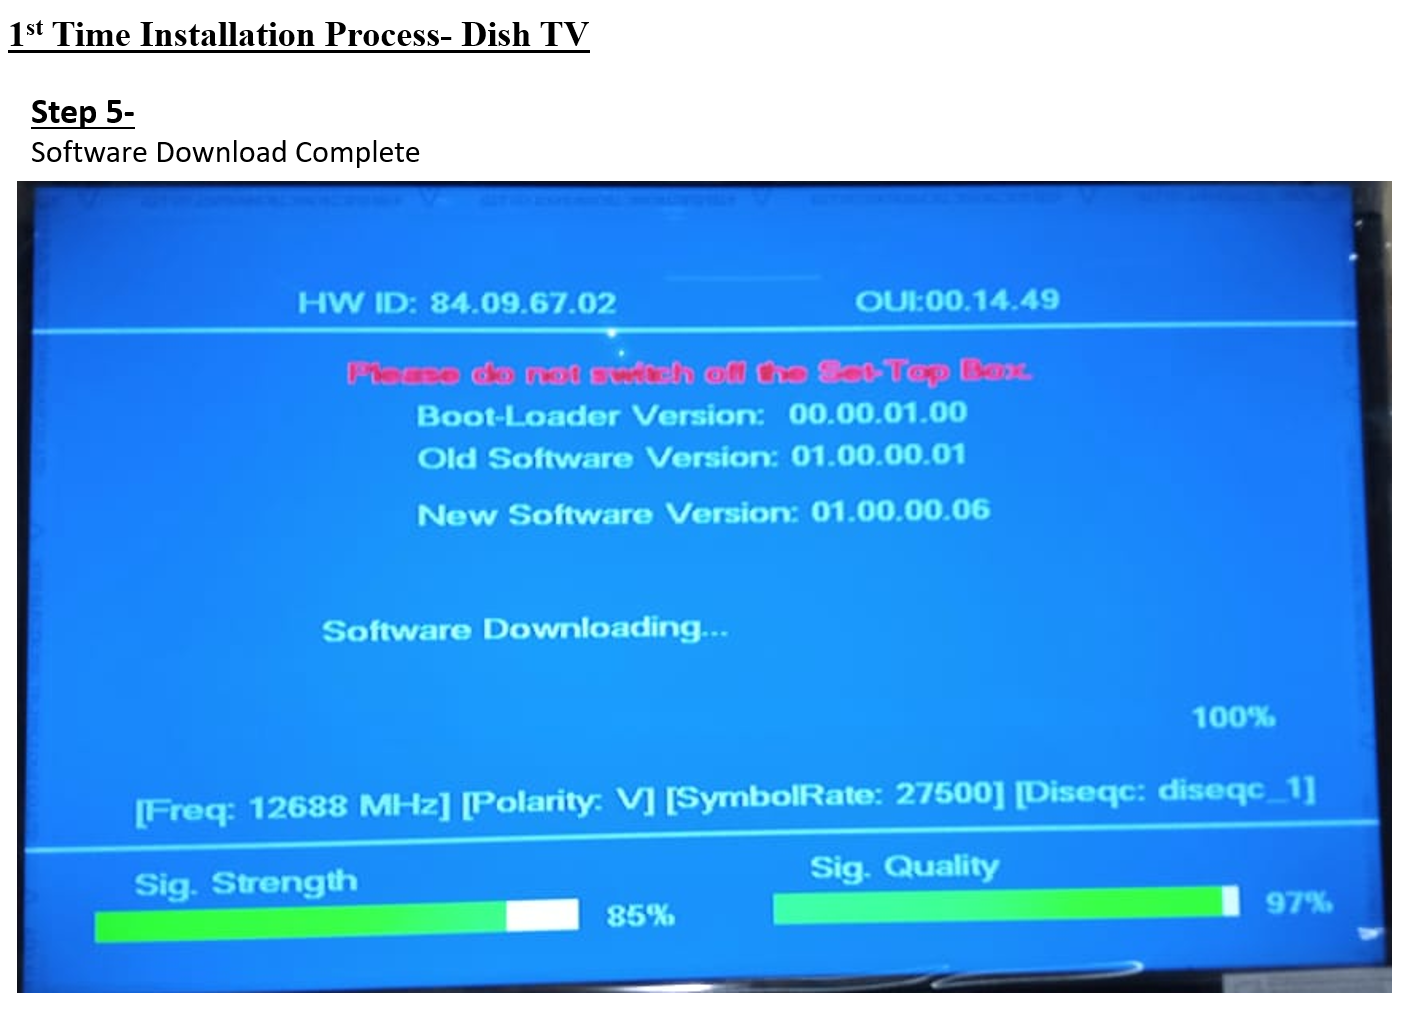 1st Time Installation Process- Dish TV
Step 5-
Software Download Complete
HW ID: 84.09.67.02 OUI:00.14.49
Please do not switch off the Set-Top Box.
Boot-Loader Version: 00.00.01.00
Old Software Version: 01.00.00.01
New Software Version: 01.00.00.06
Software Downloading...
100%
[Freq: 12688 MHz] [Polarity: V] [SymbolRate: 27500] [Diseqc: diseqc_1]
Sig. Strength Sig. Quality
85% 97%